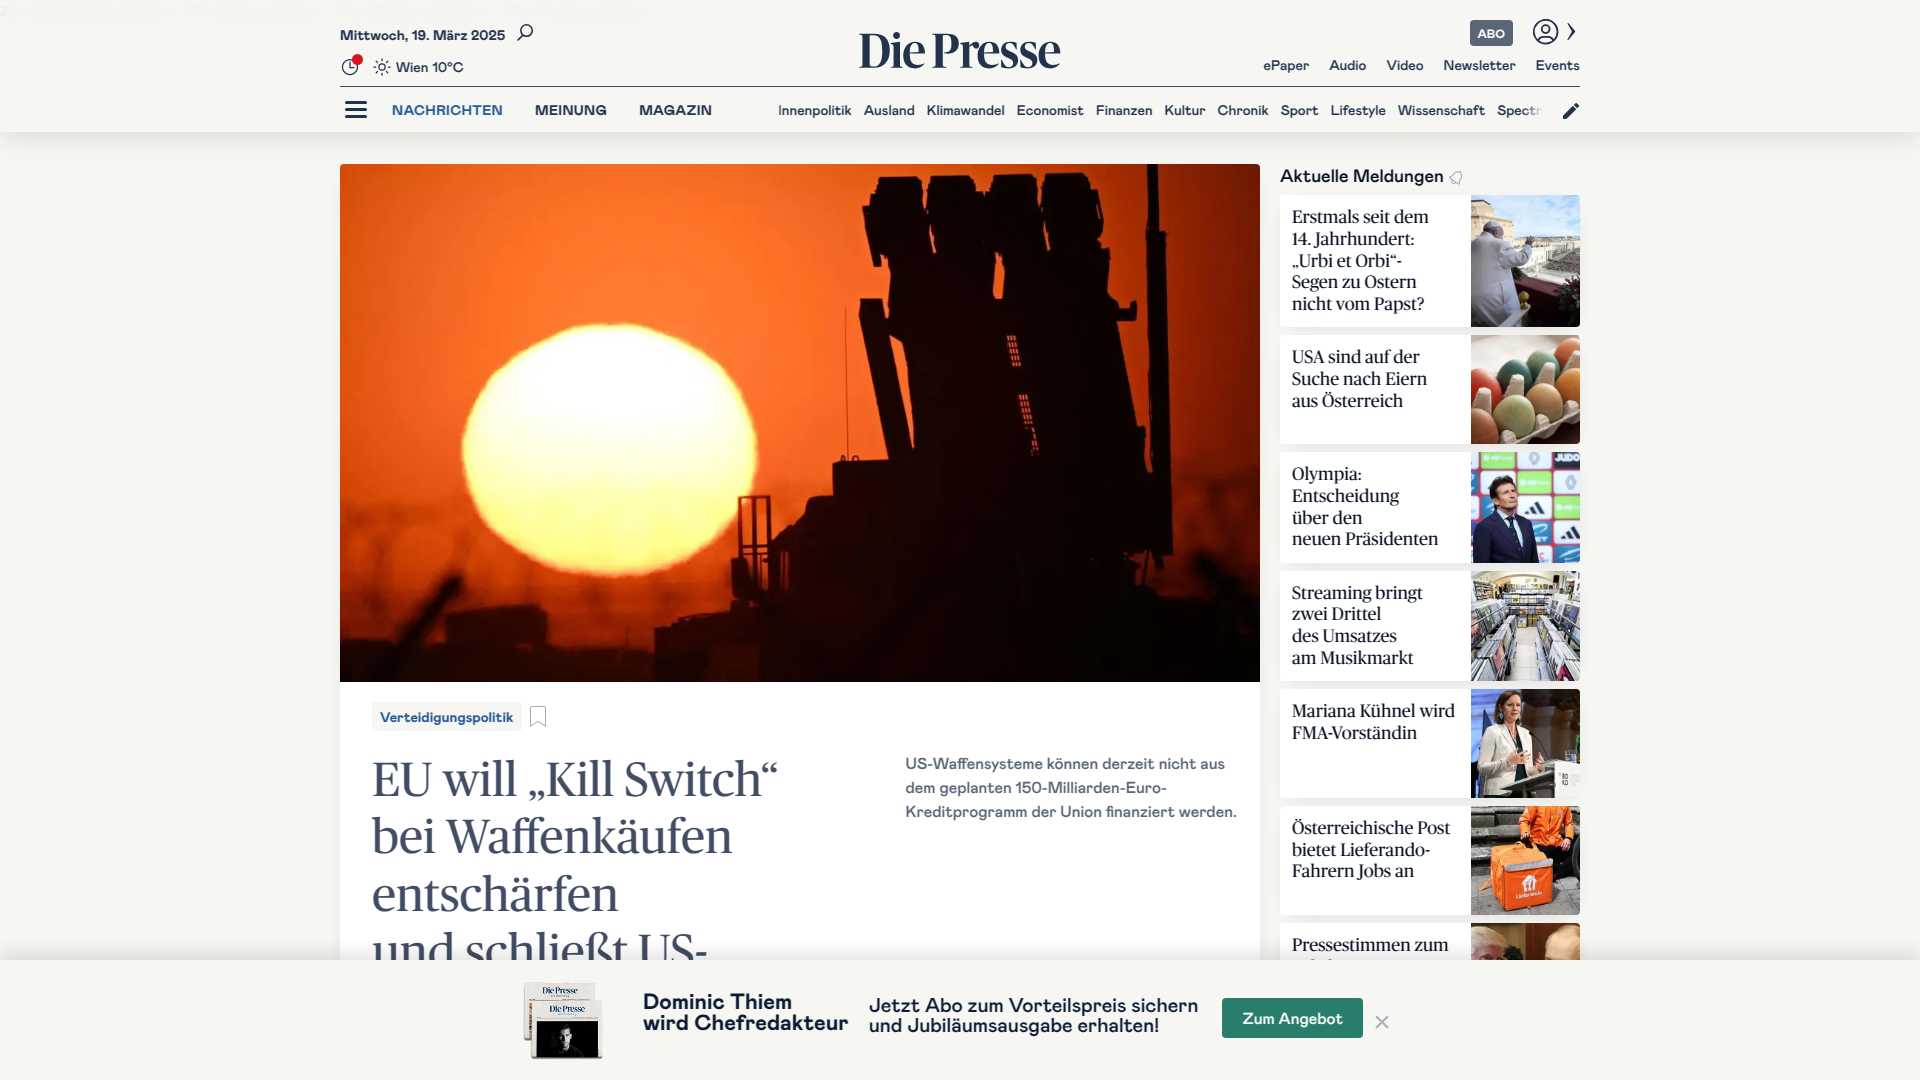 Mittwoch, 19. März 2025
Wien 10°C
Die Presse
ABO
ePaper Audio Video Newsletter Events
NACHRICHTEN MEINUNG MAGAZIN
Innenpolitik Ausland Klimawandel Economist Finanzen Kultur Chronik Sport Lifestyle Wissenschaft Spectr
Verteidigungspolitik
EU will „Kill Switch“
bei Waffenkäufen
entschärfen
und schließt US-
US-Waffensysteme können derzeit nicht aus
dem geplanten 150-Milliarden-Euro-
Kreditprogramm der Union finanziert werden.
Aktuelle Meldungen
Erstmals seit dem
14. Jahrhundert:
„Urbi et Orbi“-
Segen zu Ostern
nicht vom Papst?
USA sind auf der
Suche nach Eiern
aus Österreich
Olympia:
Entscheidung
über den
neuen Präsidenten
JUDO
Streaming bringt
zwei Drittel
des Umsatzes
am Musikmarkt
Mariana Kühnel wird
FMA-Vorständin
Österreichische Post
bietet Lieferando-
Fahrern Jobs an
Pressestimmen zum
Die Presse
Die Presse
Dominic Thiem
wird Chefredakteur
Jetzt Abo zum Vorteilspreis sichern
und Jubiläumsausgabe erhalten!
Zum Angebot